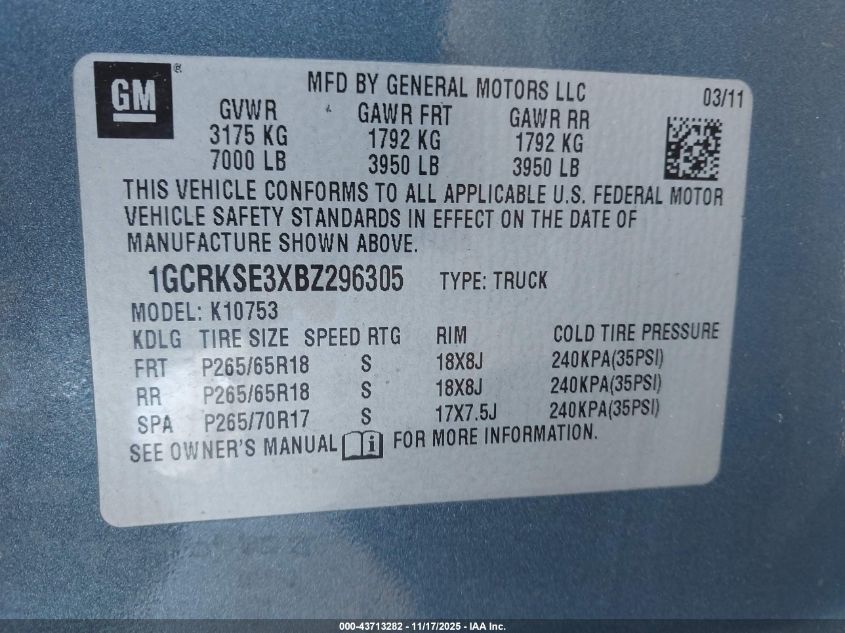 GM ®
MFD BY GENERAL MOTORS LLC 03/11
GVWR GAWR FRT GAWR RR
3175 KG 1792 KG 1792 KG
7000 LB 3950 LB 3950 LB
THIS VEHICLE CONFORMS TO ALL APPLICABLE U.S. FEDERAL MOTOR
VEHICLE SAFETY STANDARDS IN EFFECT ON THE DATE OF
MANUFACTURE SHOWN ABOVE.
1GCRKSE3XBZ296305 TYPE: TRUCK
MODEL: K10753
KDLG TIRE SIZE SPEED RTG RIM COLD TIRE PRESSURE
FRT P265/65R18 S 18X8J 240KPA(35PSI)
RR P265/65R18 S 18X8J 240KPA(35PSI)
SPA P265/70R17 S 17X7.5J 240KPA(35PSI)
SEE OWNER'S MANUAL i FOR MORE INFORMATION.
000-43713282 - 11/17/2025 - IAA Inc.